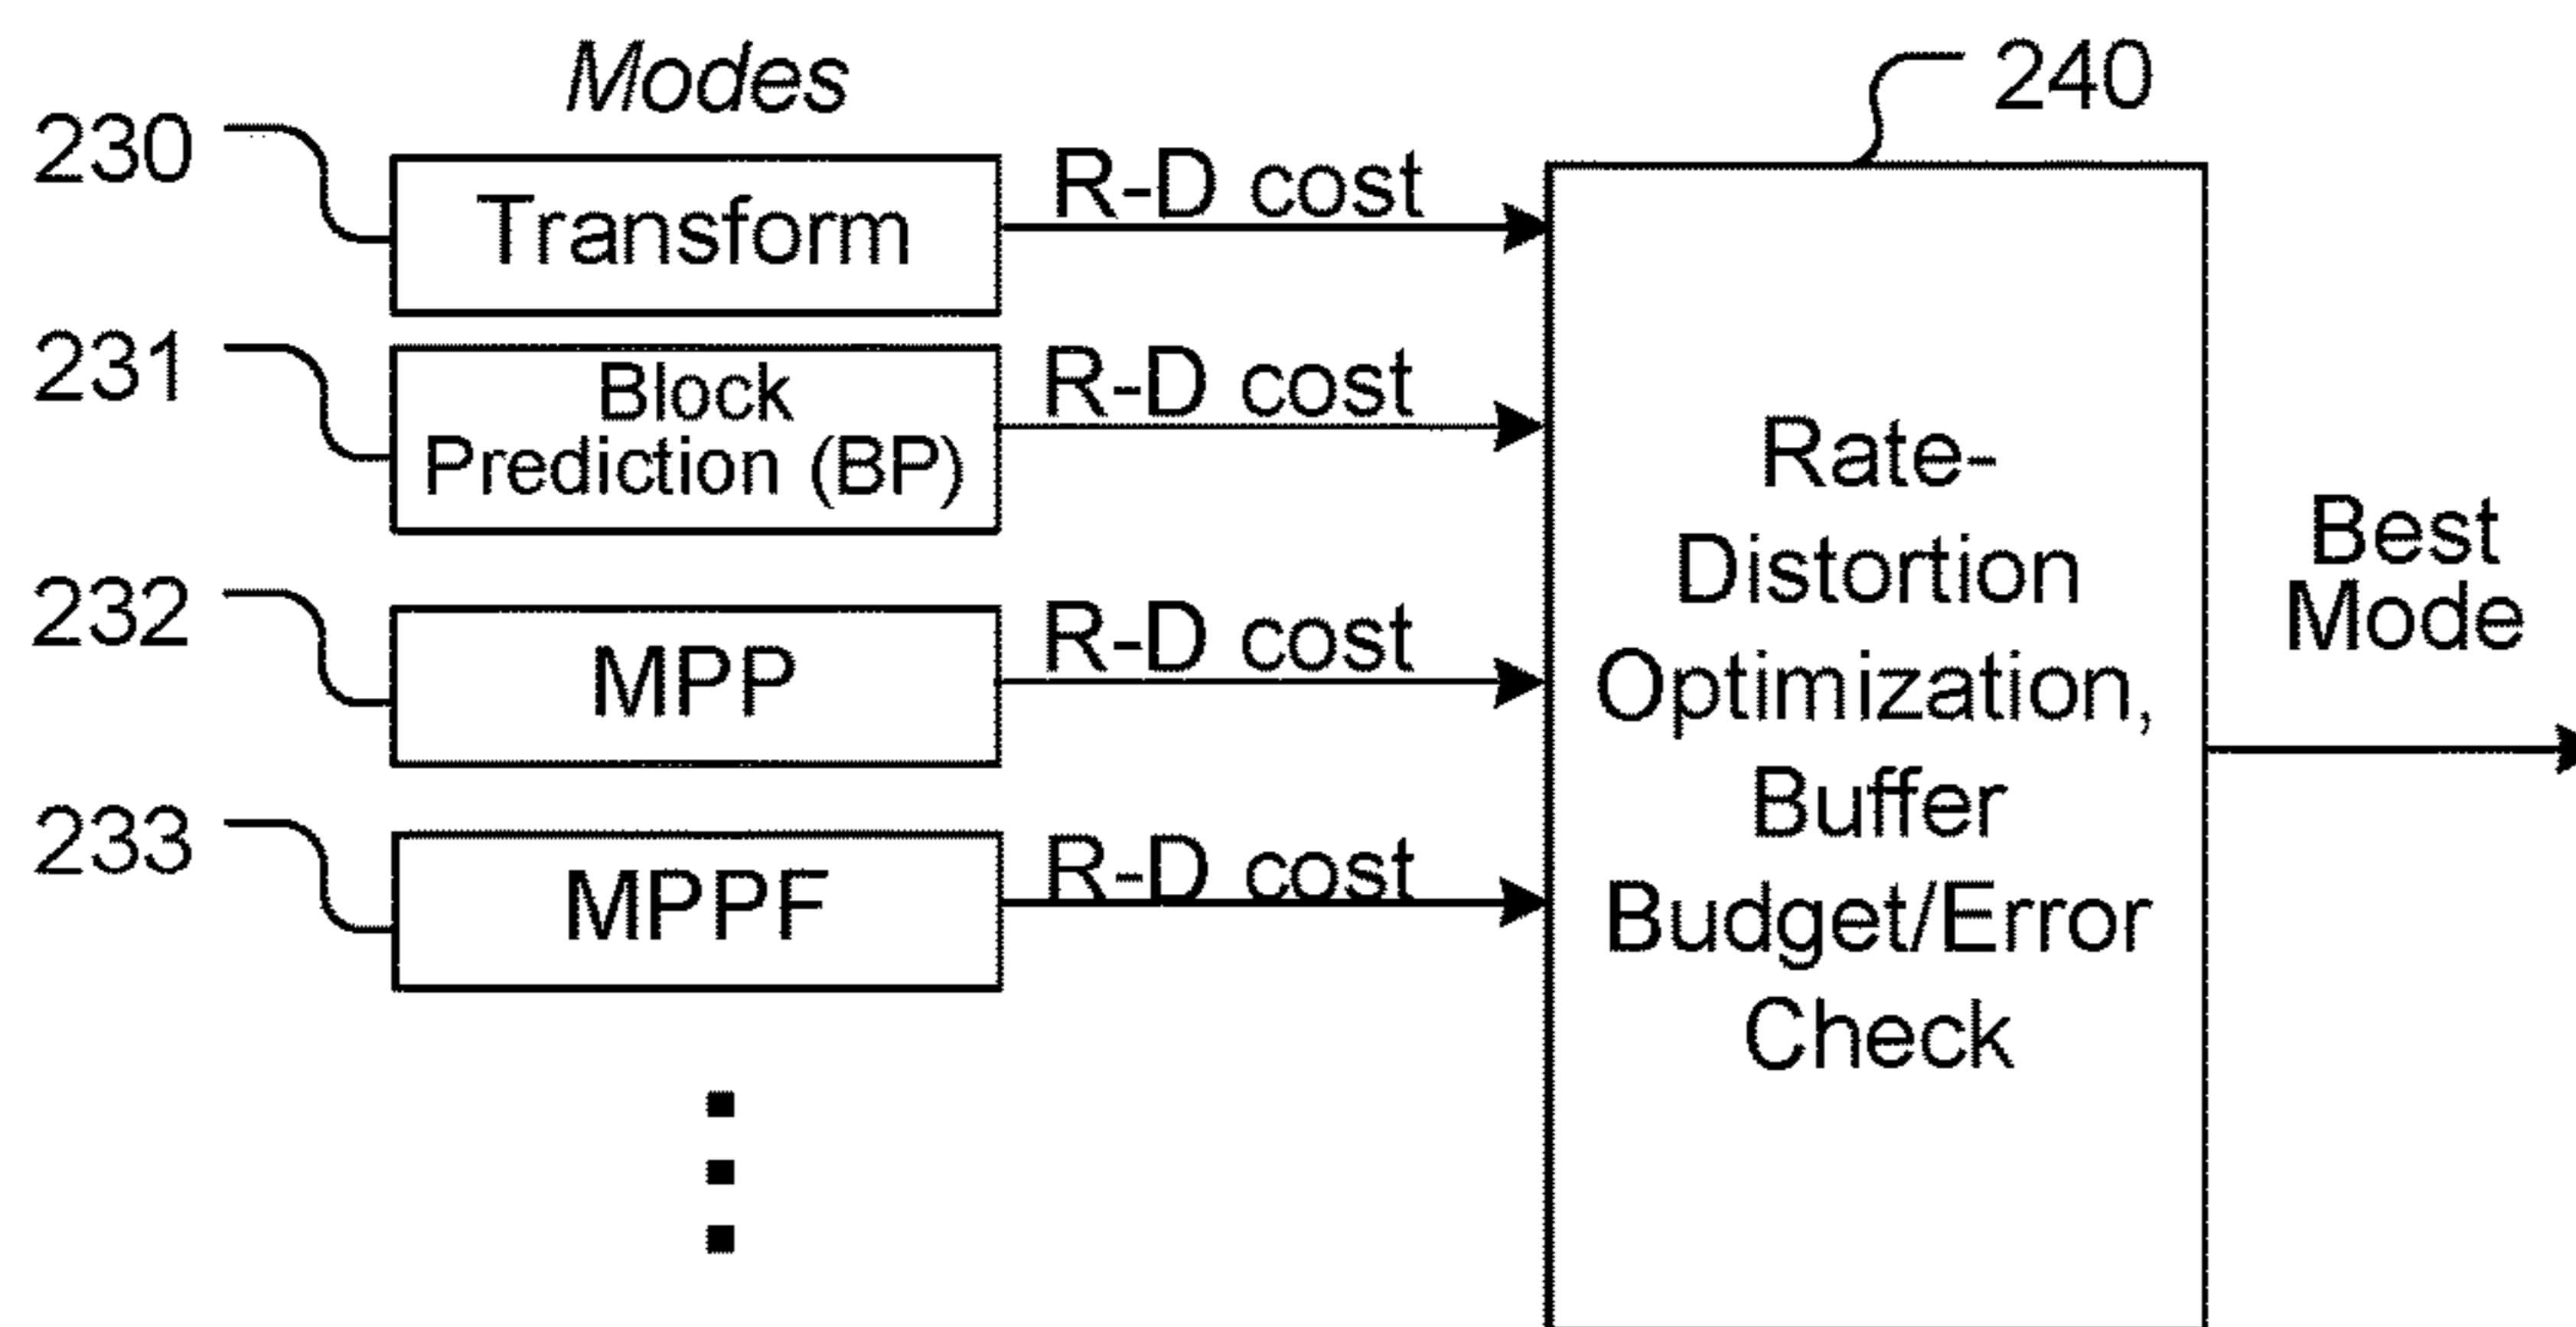 Modes
240
230
Transform
R-D cost
231
Block
Prediction (BP)
R-D cost
232
MPP
R-D cost
233
MPPF
R-D cost
Rate-
Distortion
Optimization,
Buffer
Budget/Error
Check
Best
Mode